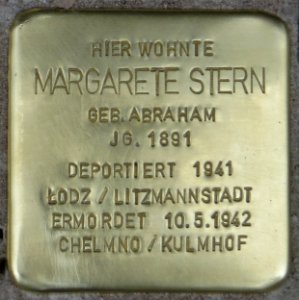 HIER WOHNTE
MARGARETE STERN
GEB. ABRAHAM
JG. 1891
DEPORTIERT 1941
ŁODZ / LITZMANNSTADT
ERMORDET 10.5.1942
CHELMNO / KULMHOF